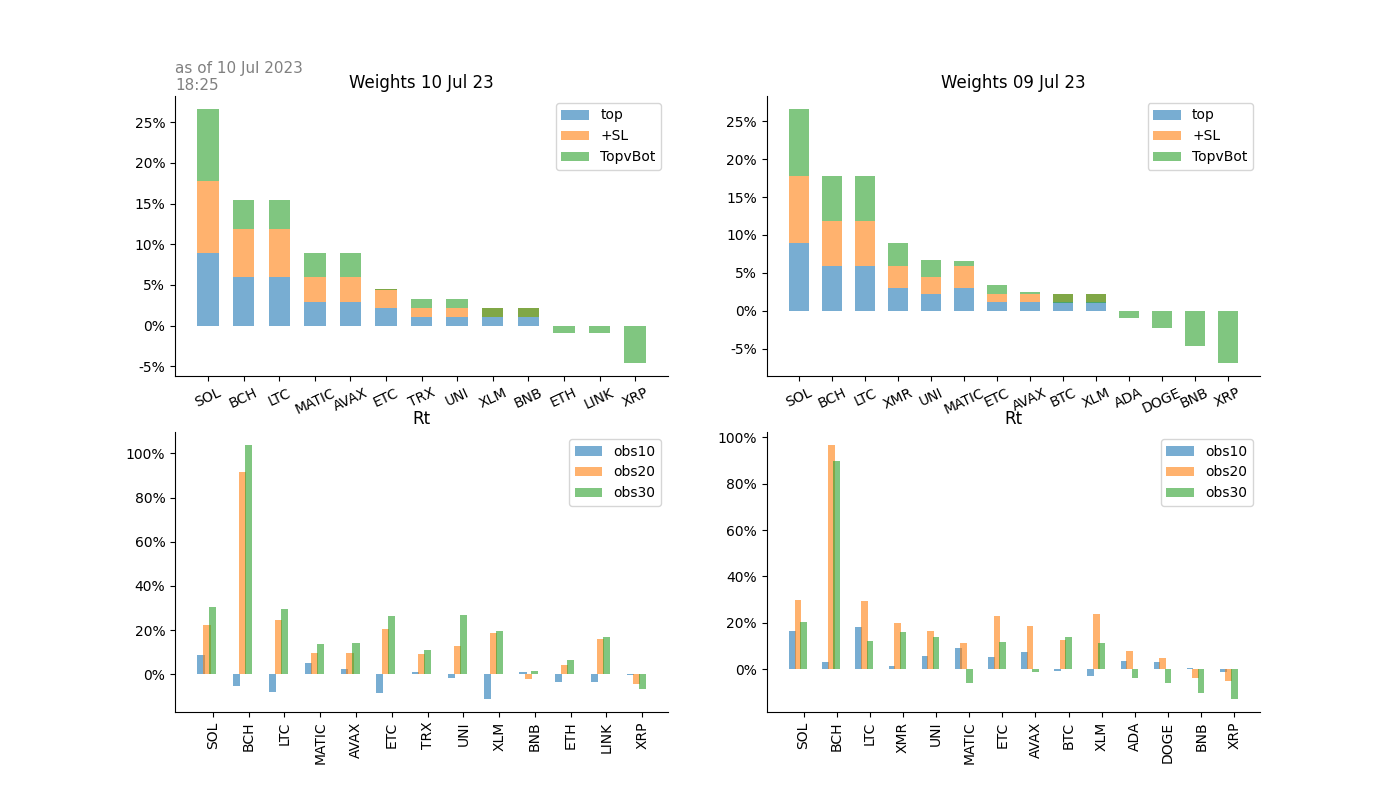 as of 10 Jul 2023
18:25
Weights 10 Jul 23
25%
20%
15%
10%
5%
0%
-5%
top
+SL
TopvBot
SOL BCH LTC MATIC AVAX ETC TRX UNI XLM BNB ETH LINK XRP
Weights 09 Jul 23
25%
20%
15%
10%
5%
0%
-5%
top
+SL
TopvBot
SOL BCH LTC XMR UNI MATIC ETC AVAX BTC XLM ADA DOGE BNB XRP
Rt
100%
80%
60%
40%
20%
0%
obs10
obs20
obs30
SOL BCH LTC MATIC AVAX ETC TRX UNI XLM BNB ETH LINK XRP
Rt
100%
80%
60%
40%
20%
0%
obs10
obs20
obs30
SOL BCH LTC XMR UNI MATIC ETC AVAX BTC XLM ADA DOGE BNB XRP